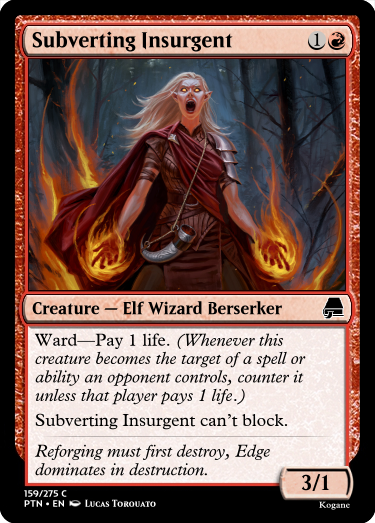 Subverting Insurgent 1
Creature — Elf Wizard Berserker
Ward—Pay 1 life. (Whenever this
creature becomes the target of a spell or
ability an opponent controls, counter it
unless that player pays 1 life.)
Subverting Insurgent can’t block.
Reforging must first destroy, Edge
dominates in destruction.
3/1
159/275 C
PTN • EN Lucas Torouato
Kogane